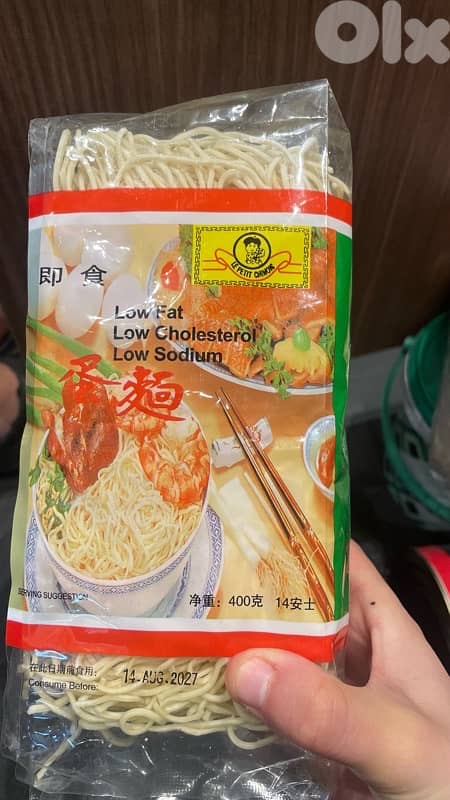 OLX
LE PETIT CHINOIS
即食
Low Fat
Low Cholesterol
Low Sodium
蛋麵
SERVING SUGGESTION
净重: 400克 14安士
在此日期前食用:
Consume Before: 14.AUG.2027